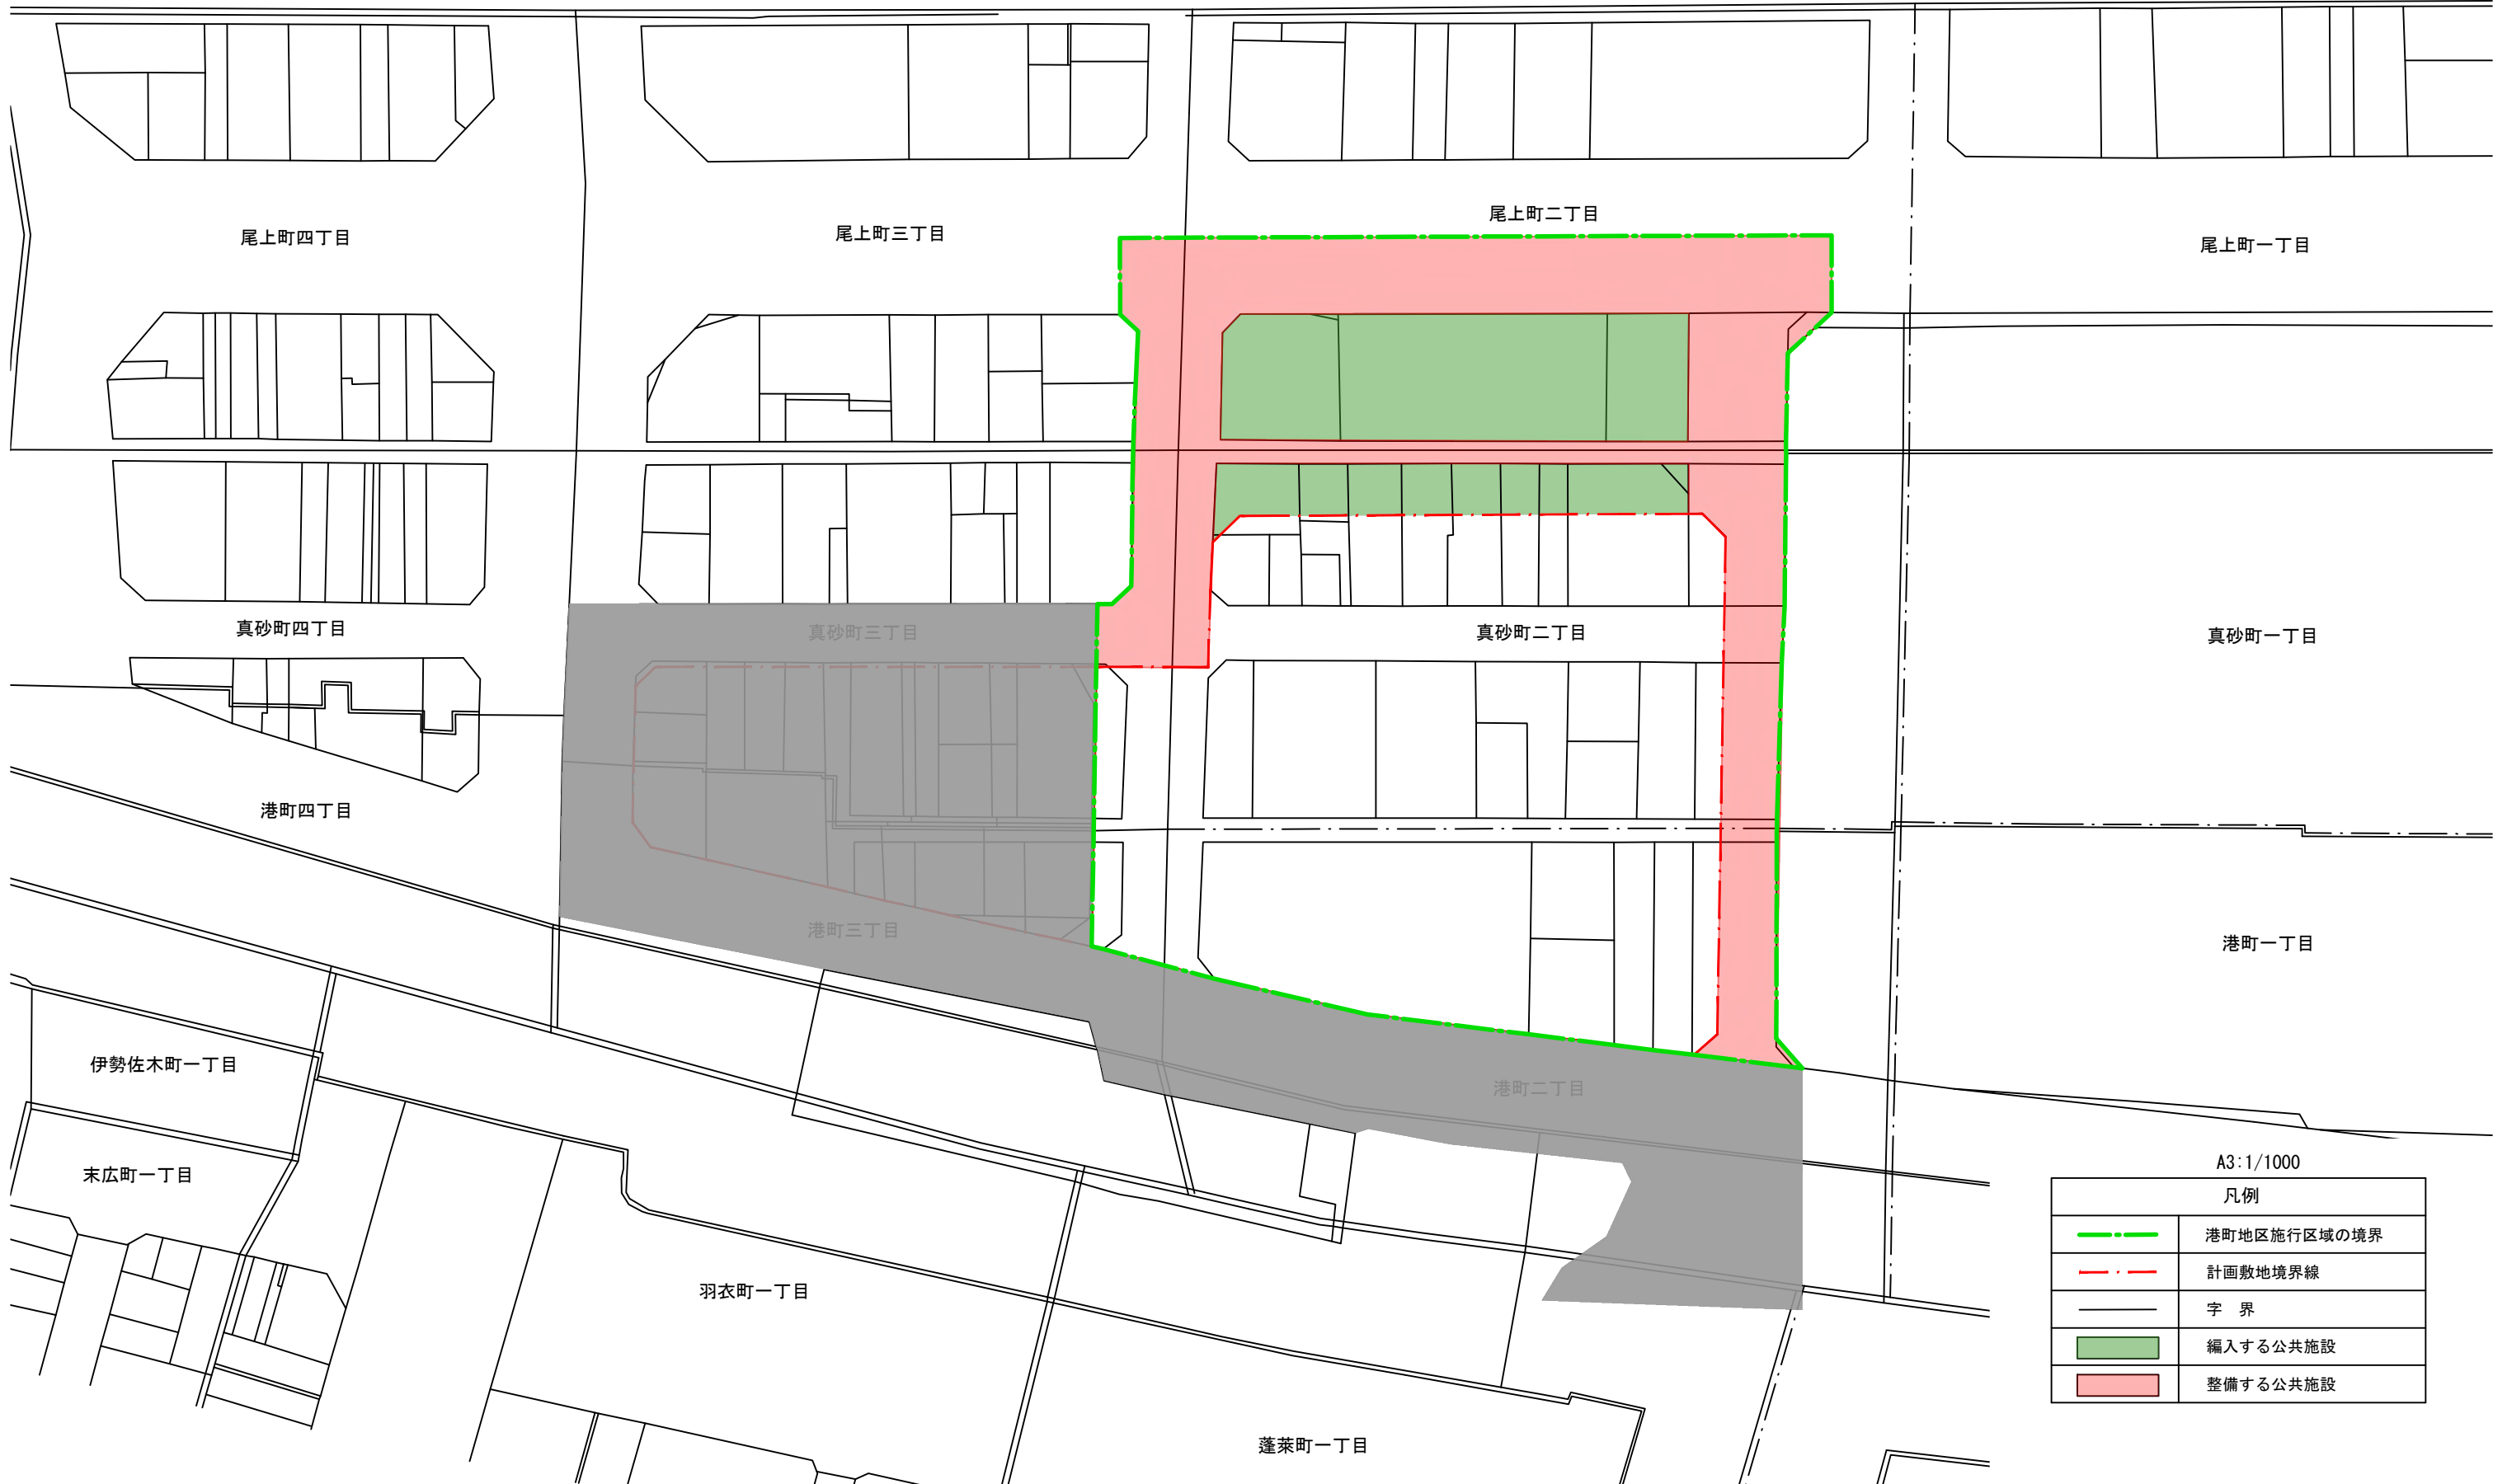 尾上町四丁目
尾上町三丁目
尾上町二丁目
尾上町一丁目
真砂町四丁目
真砂町三丁目
真砂町二丁目
真砂町一丁目
港町四丁目
港町三丁目
港町二丁目
港町一丁目
伊勢佐木町一丁目
末広町一丁目
羽衣町一丁目
蓬莱町一丁目
A3:1/1000
凡例
港町地区施行区域の境界
計画敷地境界線
字 界
編入する公共施設
整備する公共施設